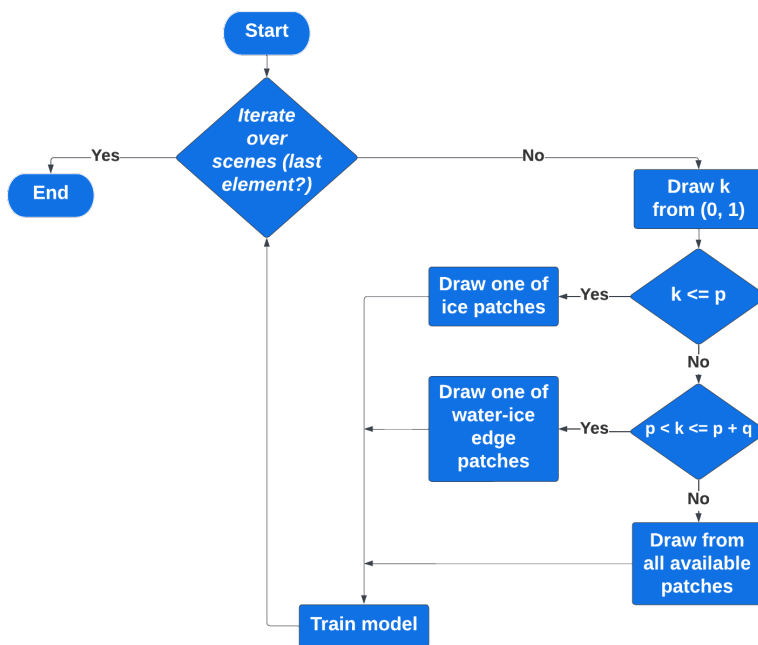 Start
Iterate
over
scenes (last
element?)
Yes
No
End
Draw k
from (0, 1)
Draw one of
ice patches
Yes
k <= p
No
Draw one of
water-ice
edge
patches
Yes
p < k <= p + q
No
Draw from
all available
patches
Train model